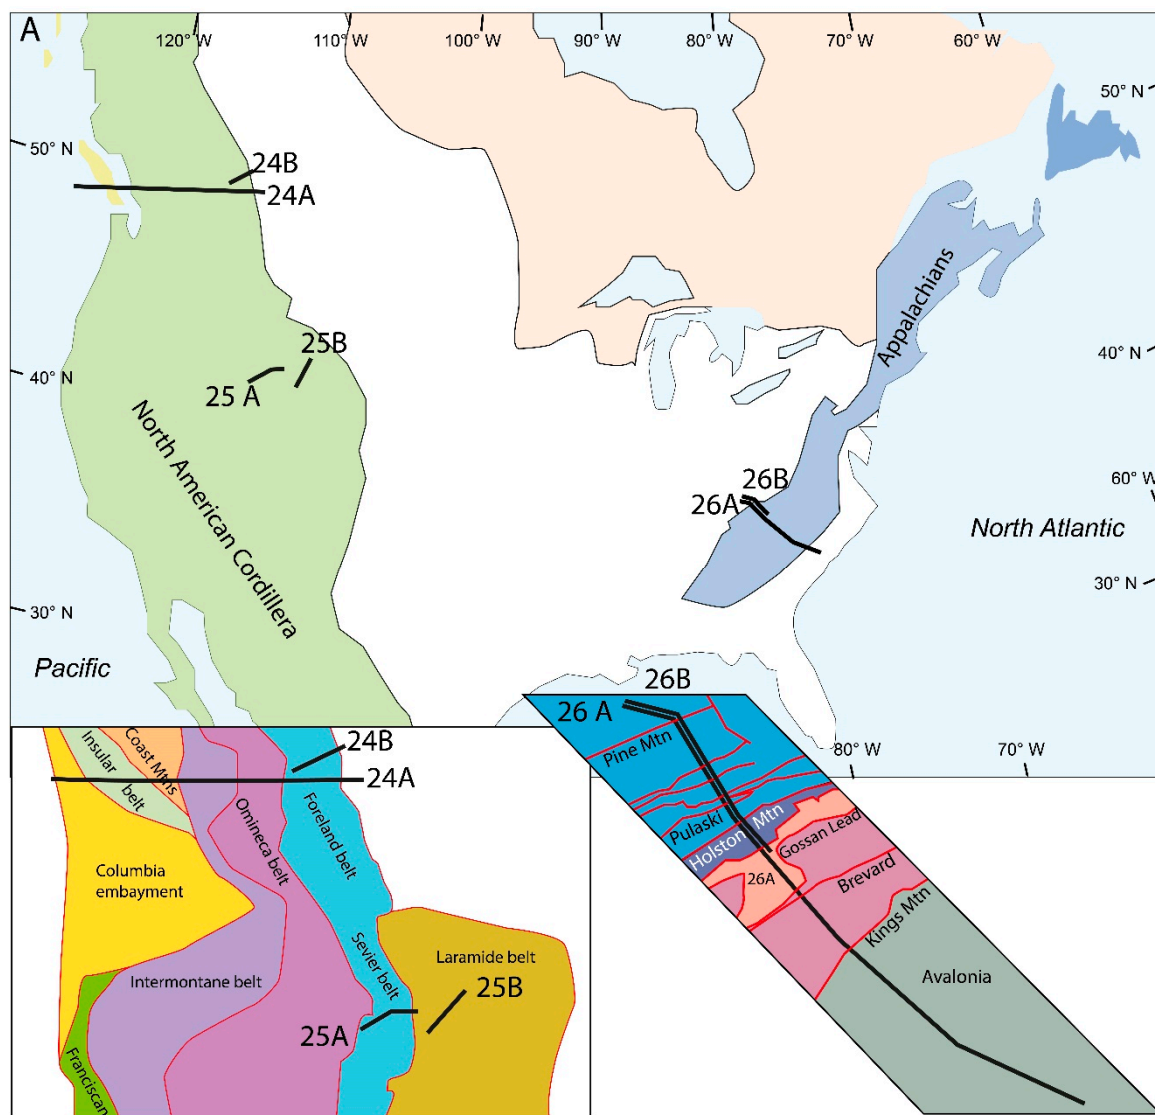 A
120° W
110° W
100° W
90° W
80° W
70° W
60° W
50° N
50° N
24B
24A
Appalachians
40° N
40° N
25B
25 A
North American Cordillera
26B
26A
60° W
North Atlantic
30° N
30° N
Pacific
80° W
70° W
Insular
belt
Coast Mtns
24B
24A
Omineca belt
Foreland belt
Columbia
embayment
Intermontane belt
Sevier belt
Laramide belt
25B
25A
Franciscan
26B
26 A
Pine Mtn
Pulaski
Holston Mtn
Gossan Lead
26A
Brevard
Kings Mtn
Avalonia